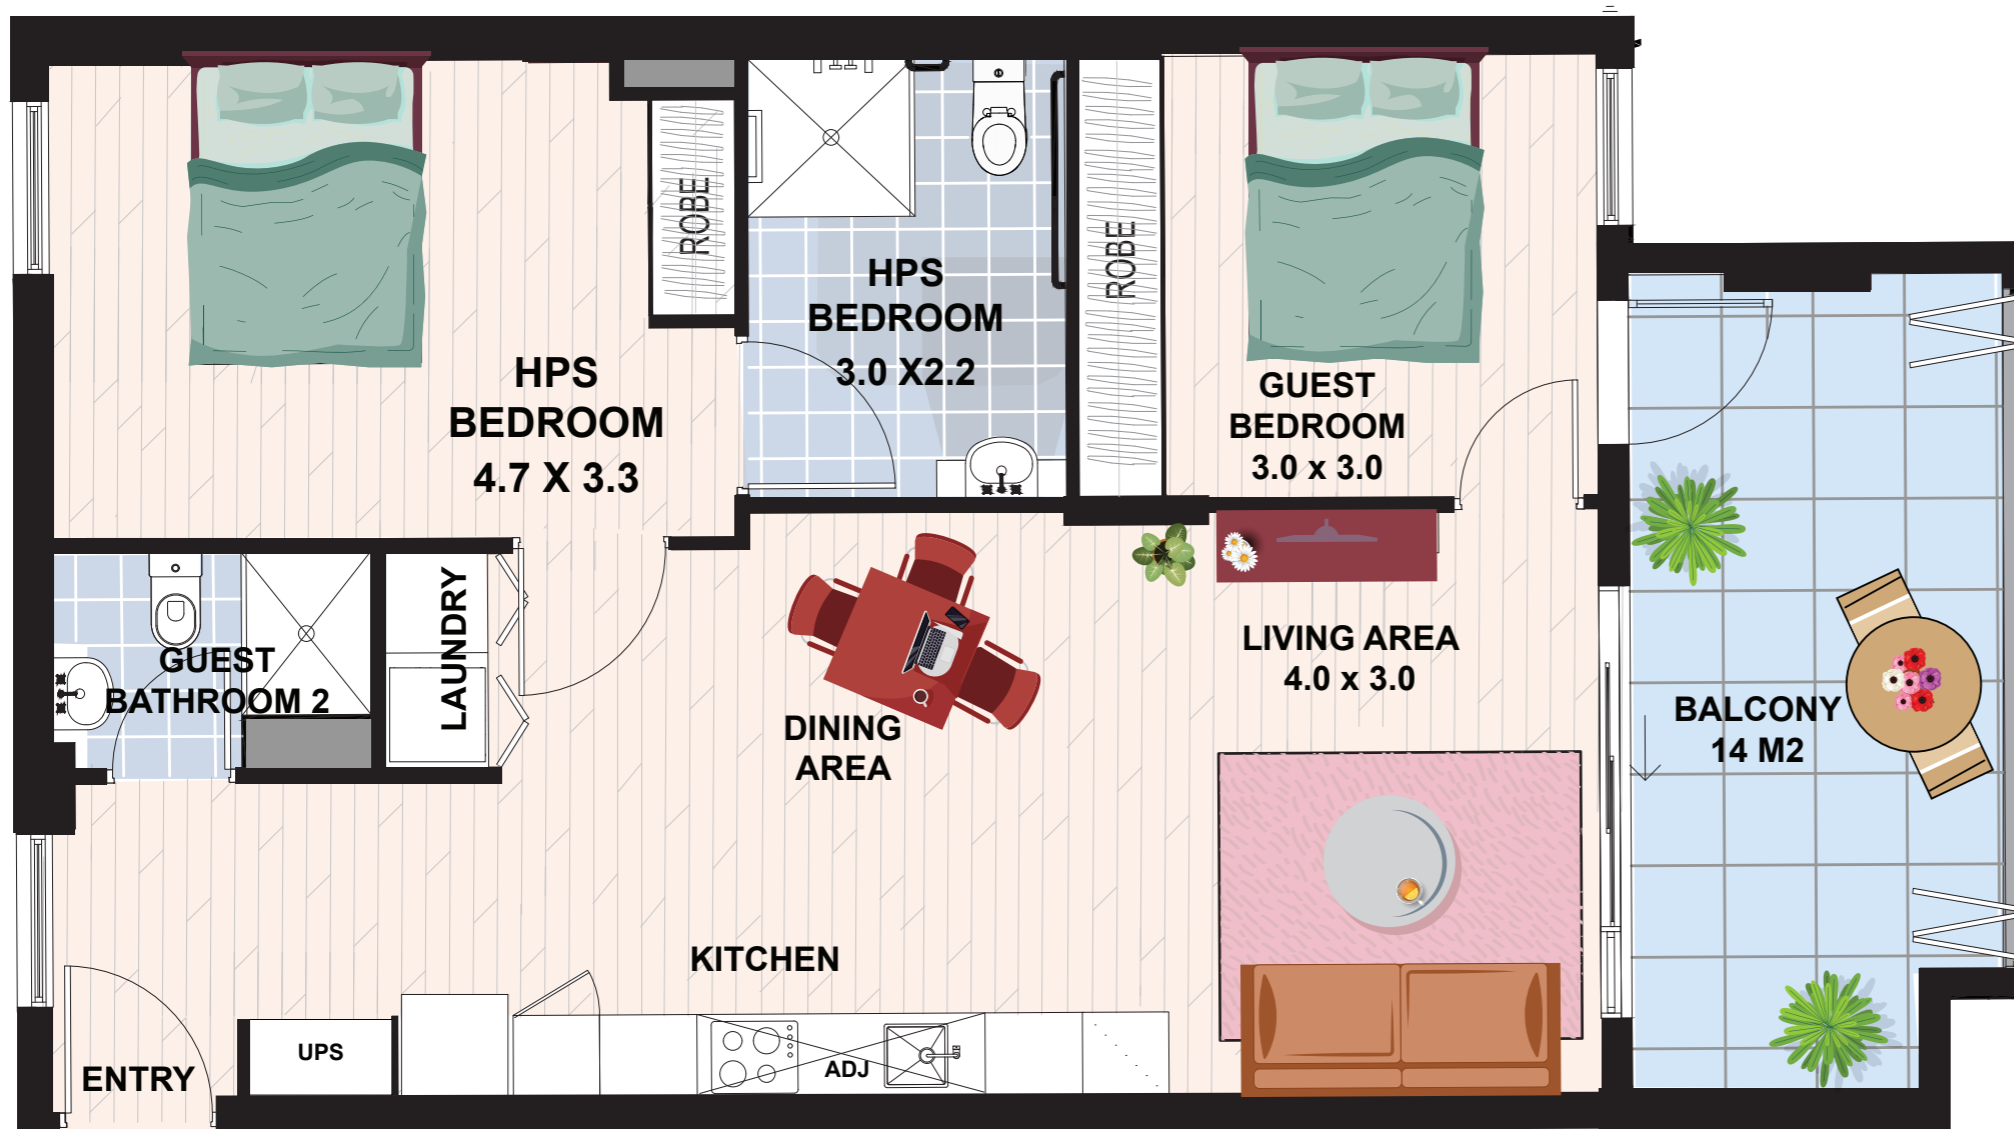 ROBE
HPS
BEDROOM
3.0 X2.2
ROBE
HPS
BEDROOM
4.7 X 3.3
GUEST
BEDROOM
3.0 x 3.0
GUEST
BATHROOM 2
LAUNDRY
DINING
AREA
LIVING AREA
4.0 x 3.0
BALCONY
14 M2
KITCHEN
ENTRY
UPS
ADJ